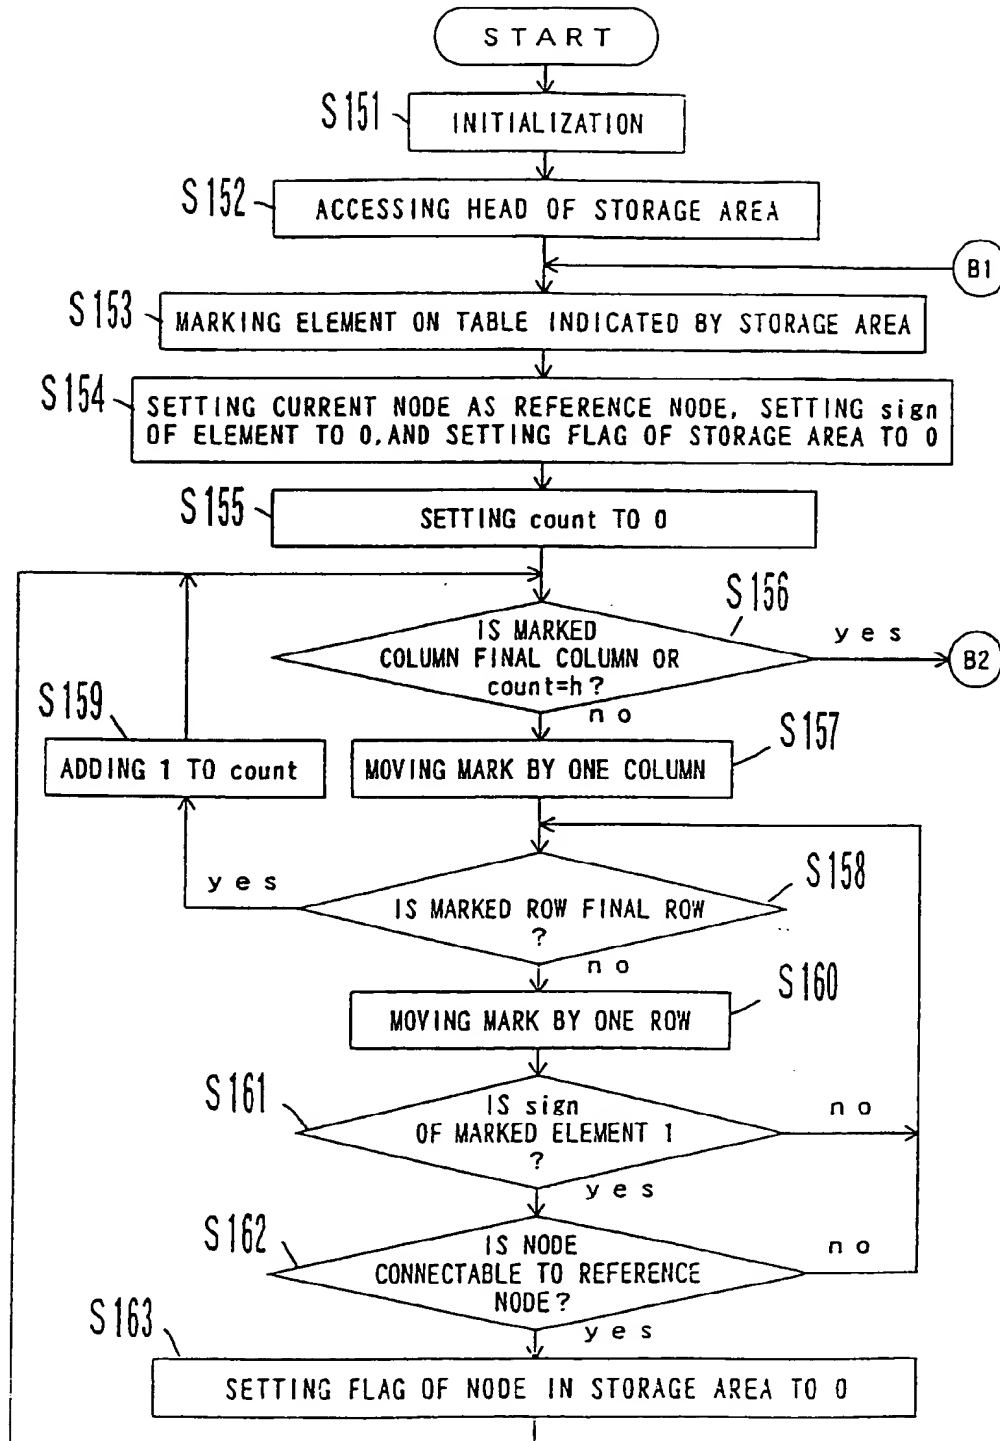 START
S151
INITIALIZATION
S152
ACCESSING HEAD OF STORAGE AREA
B1
S153
MARKING ELEMENT ON TABLE INDICATED BY STORAGE AREA
S154
SETTING CURRENT NODE AS REFERENCE NODE, SETTING sign
OF ELEMENT TO 0, AND SETTING FLAG OF STORAGE AREA TO 0
S155
SETTING count TO 0
S156
IS MARKED
COLUMN FINAL COLUMN OR
count=h?
yes
B2
no
S159
ADDING 1 TO count
S157
MOVING MARK BY ONE COLUMN
yes
S158
IS MARKED ROW FINAL ROW
?
no
S160
MOVING MARK BY ONE ROW
S161
IS sign
OF MARKED ELEMENT 1
?
no
yes
S162
IS NODE
CONNECTABLE TO REFERENCE
NODE?
no
yes
S163
SETTING FLAG OF NODE IN STORAGE AREA TO 0